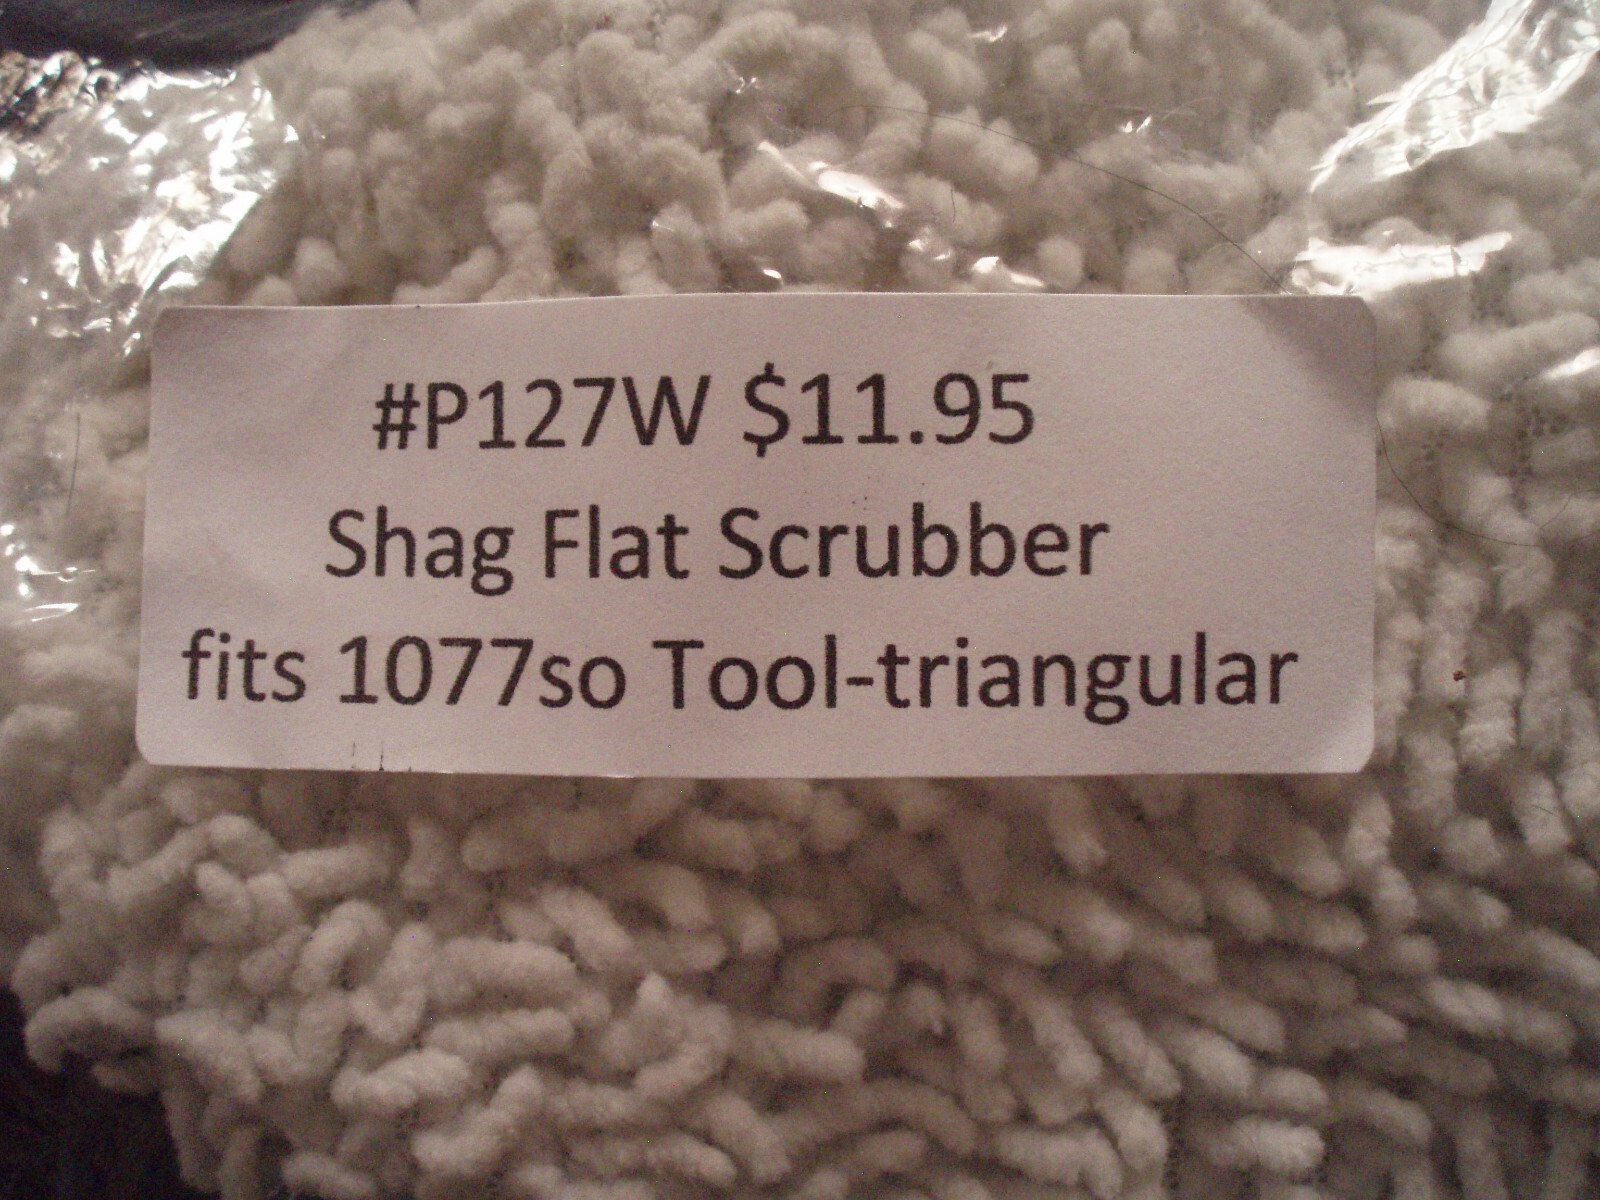 #P127W $11.95
Shag Flat Scrubber
fits 1077so Tool-triangular